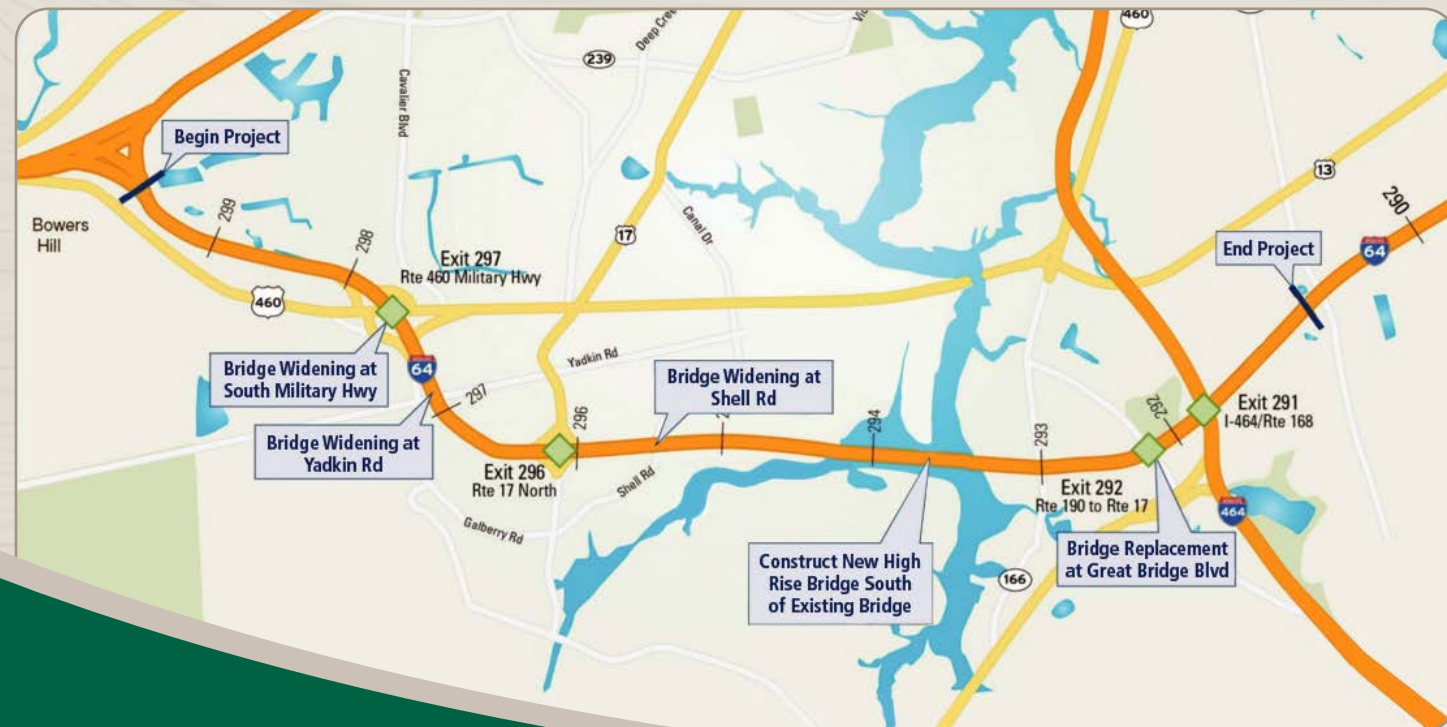 460
Deep Cree
239
Cavalier Blvd
Begin Project
13
290
299
Bowers
Hill
17
Canal Dr
298
Exit 297
Rte 460 Military Hwy
End Project
64
460
Bridge Widening at
South Military Hwy
64
Yadkin Rd
Bridge Widening at
Shell Rd
297
Bridge Widening at
Yadkin Rd
296
294
293
292
Exit 291
I-464/Rte 168
Exit 296
Rte 17 North
Shell Rd
Galberry Rd
Exit 292
Rte 190 to Rte 17
464
Construct New High
Rise Bridge South
of Existing Bridge
Bridge Replacement
at Great Bridge Blvd
166